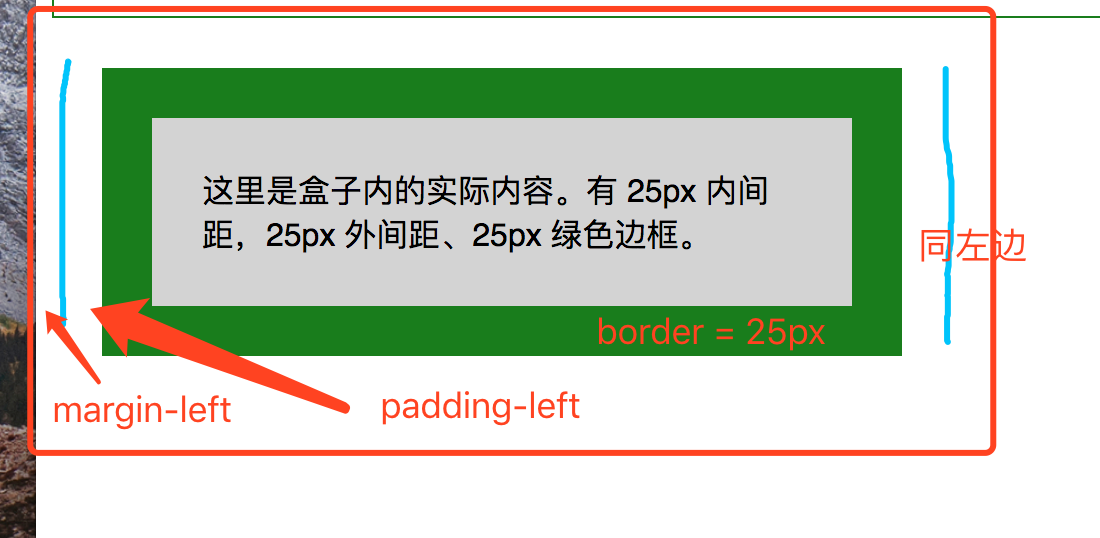 这里是盒子内的实际内容。有 25px 内间
距，25px 外间距、25px 绿色边框。
同左边
border = 25px
margin-left
padding-left